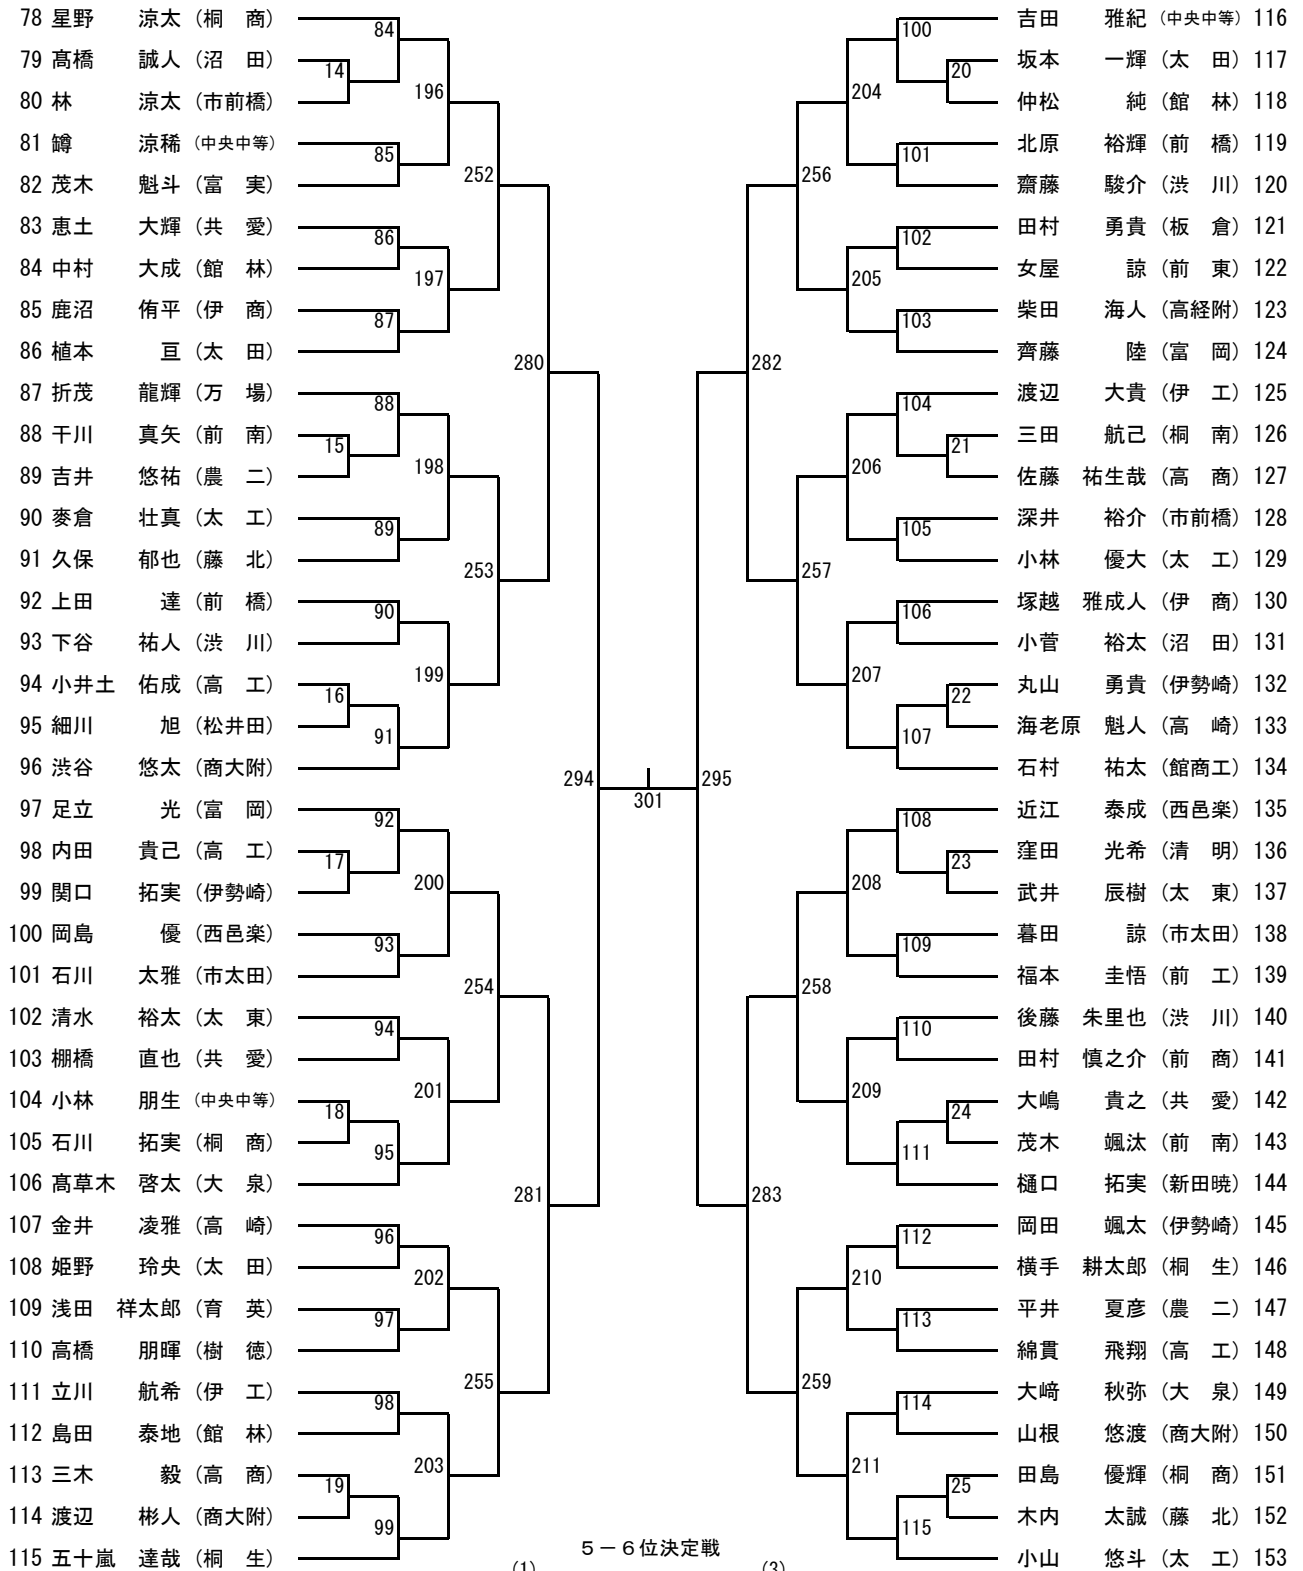 78 星野 涼太 (桐 商)
79 髙橋 誠人 (沼 田)
80 林 涼太 (市前橋)
81 鱒 涼稀 (中央中等)
82 茂木 魁斗 (富 実)
83 恵土 大輝 (共 愛)
84 中村 大成 (館 林)
85 鹿沼 侑平 (伊 商)
86 植本 亘 (太 田)
87 折茂 龍輝 (万 場)
88 干川 真矢 (前 南)
89 吉井 悠祐 (農 二)
90 麥倉 壮真 (太 工)
91 久保 郁也 (藤 北)
92 上田 達 (前 橋)
93 下谷 祐人 (渋 川)
94 小井土 佑成 (高 工)
95 細川 旭 (松井田)
96 渋谷 悠太 (商大附)
97 足立 光 (富 岡)
98 内田 貴己 (高 工)
99 関口 拓実 (伊勢崎)
100 岡島 優 (西邑楽)
101 石川 太雅 (市太田)
102 清水 裕太 (太 東)
103 棚橋 直也 (共 愛)
104 小林 朋生 (中央中等)
105 石川 拓実 (桐 商)
106 髙草木 啓太 (大 泉)
107 金井 凌雅 (高 崎)
108 姫野 玲央 (太 田)
109 浅田 祥太郎 (育 英)
110 高橋 朋暉 (樹 徳)
111 立川 航希 (伊 工)
112 島田 泰地 (館 林)
113 三木 毅 (高 商)
114 渡辺 彬人 (商大附)
115 五十嵐 達哉 (桐 生)
84
14
196
85
252
86
197
87
280
88
15
198
89
253
90
199
16
91
294
92
17
200
93
254
94
201
18
95
281
96
202
97
255
98
203
19
99
301
5－6位決定戦
(1)
(3)
295
100
20
204
101
256
102
205
103
282
104
21
206
105
257
106
207
22
107
108
23
208
109
258
110
209
24
111
283
112
210
113
259
114
211
25
115
吉田 雅紀 (中央中等) 116
坂本 一輝 (太 田) 117
仲松 純 (館 林) 118
北原 裕輝 (前 橋) 119
齋藤 駿介 (渋 川) 120
田村 勇貴 (板 倉) 121
女屋 諒 (前 東) 122
柴田 海人 (高経附) 123
齊藤 陸 (富 岡) 124
渡辺 大貴 (伊 工) 125
三田 航己 (桐 南) 126
佐藤 祐生哉 (高 商) 127
深井 裕介 (市前橋) 128
小林 優大 (太 工) 129
塚越 雅成人 (伊 商) 130
小菅 裕太 (沼 田) 131
丸山 勇貴 (伊勢崎) 132
海老原 魁人 (高 崎) 133
石村 祐太 (館商工) 134
近江 泰成 (西邑楽) 135
窪田 光希 (清 明) 136
武井 辰樹 (太 東) 137
暮田 諒 (市太田) 138
福本 圭悟 (前 工) 139
後藤 朱里也 (渋 川) 140
田村 慎之介 (前 商) 141
大嶋 貴之 (共 愛) 142
茂木 颯汰 (前 南) 143
樋口 拓実 (新田暁) 144
岡田 颯太 (伊勢崎) 145
横手 耕太郎 (桐 生) 146
平井 夏彦 (農 二) 147
綿貫 飛翔 (高 工) 148
大﨑 秋弥 (大 泉) 149
山根 悠渡 (商大附) 150
田島 優輝 (桐 商) 151
木内 太誠 (藤 北) 152
小山 悠斗 (太 工) 153